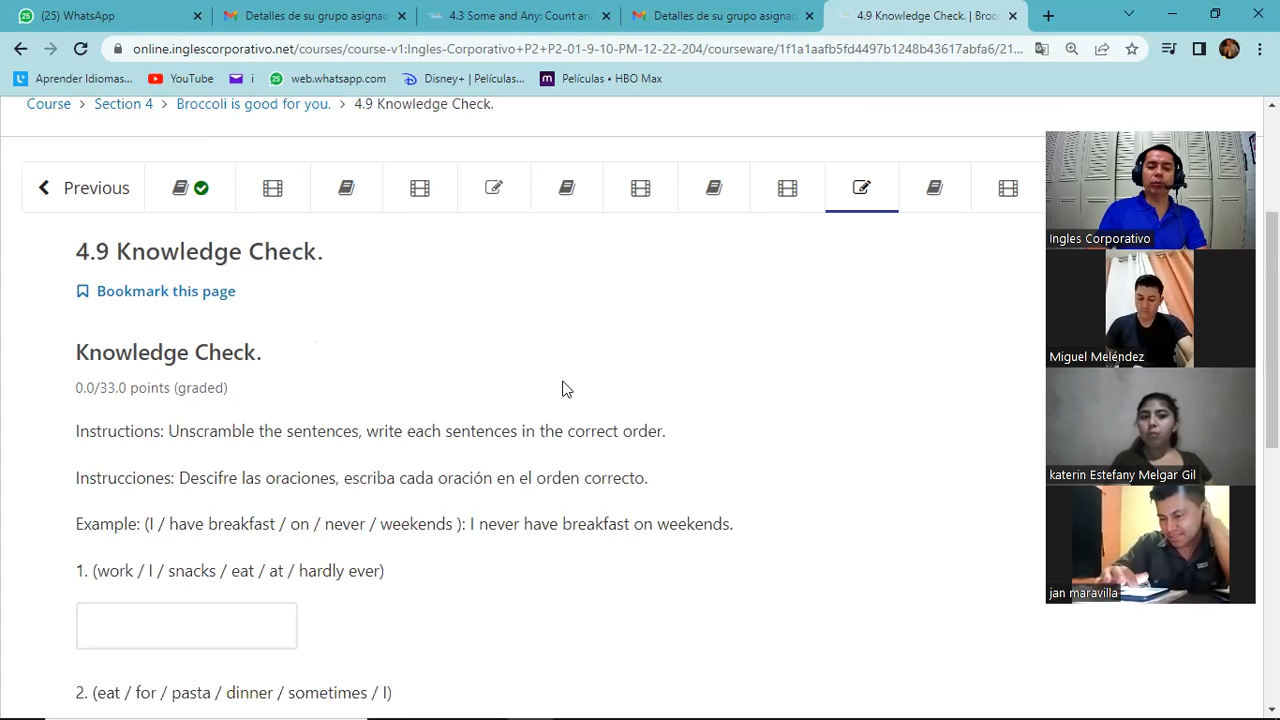 (25) WhatsApp
Detalles de su grupo asignad
4.3 Some and Any: Count an
Detalles de su grupo asignad
4.9 Knowledge Check. | Broc
online.inglescorporativo.net/courses/course-v1:Ingles-Corporativo+P2+P2-01-9-10-PM-12-22-204/courseware/1f1a1aafb5fd4497b1248b43617abfa6/21...
Aprender Idiomas...
YouTube
i
web.whatsapp.com
Disney+ | Películas...
Películas • HBO Max
Course > Section 4 > Broccoli is good for you. > 4.9 Knowledge Check.
Previous
4.9 Knowledge Check.
Bookmark this page
Knowledge Check.
0.0/33.0 points (graded)
Instructions: Unscramble the sentences, write each sentences in the correct order.
Instrucciones: Descifre las oraciones, escriba cada oración en el orden correcto.
Example: (I / have breakfast / on / never / weekends ): I never have breakfast on weekends.
1. (work / I / snacks / eat / at / hardly ever)
2. (eat / for / pasta / dinner / sometimes / I)
Ingles Corporativo
Miguel Meléndez
katerin Estefany Melgar Gil
jan maravilla